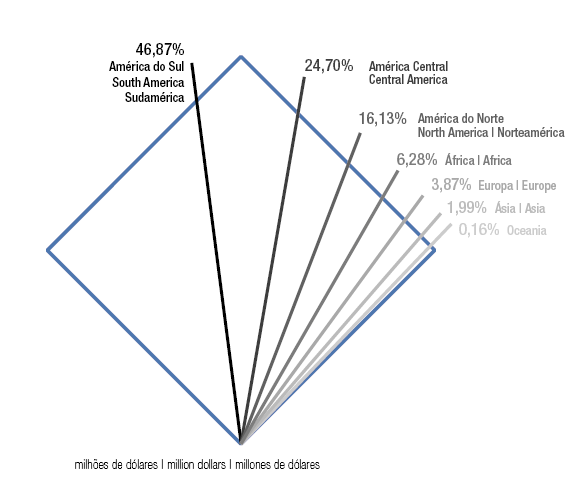 46,87%
América do Sul
South America
Sudamérica
24,70% América Central
Central America
16,13% América do Norte
North America | Norteamérica
6,28% África | Africa
3,87% Europa | Europe
1,99% Ásia | Asia
0,16% Oceania
milhões de dólares | million dollars | millones de dólares